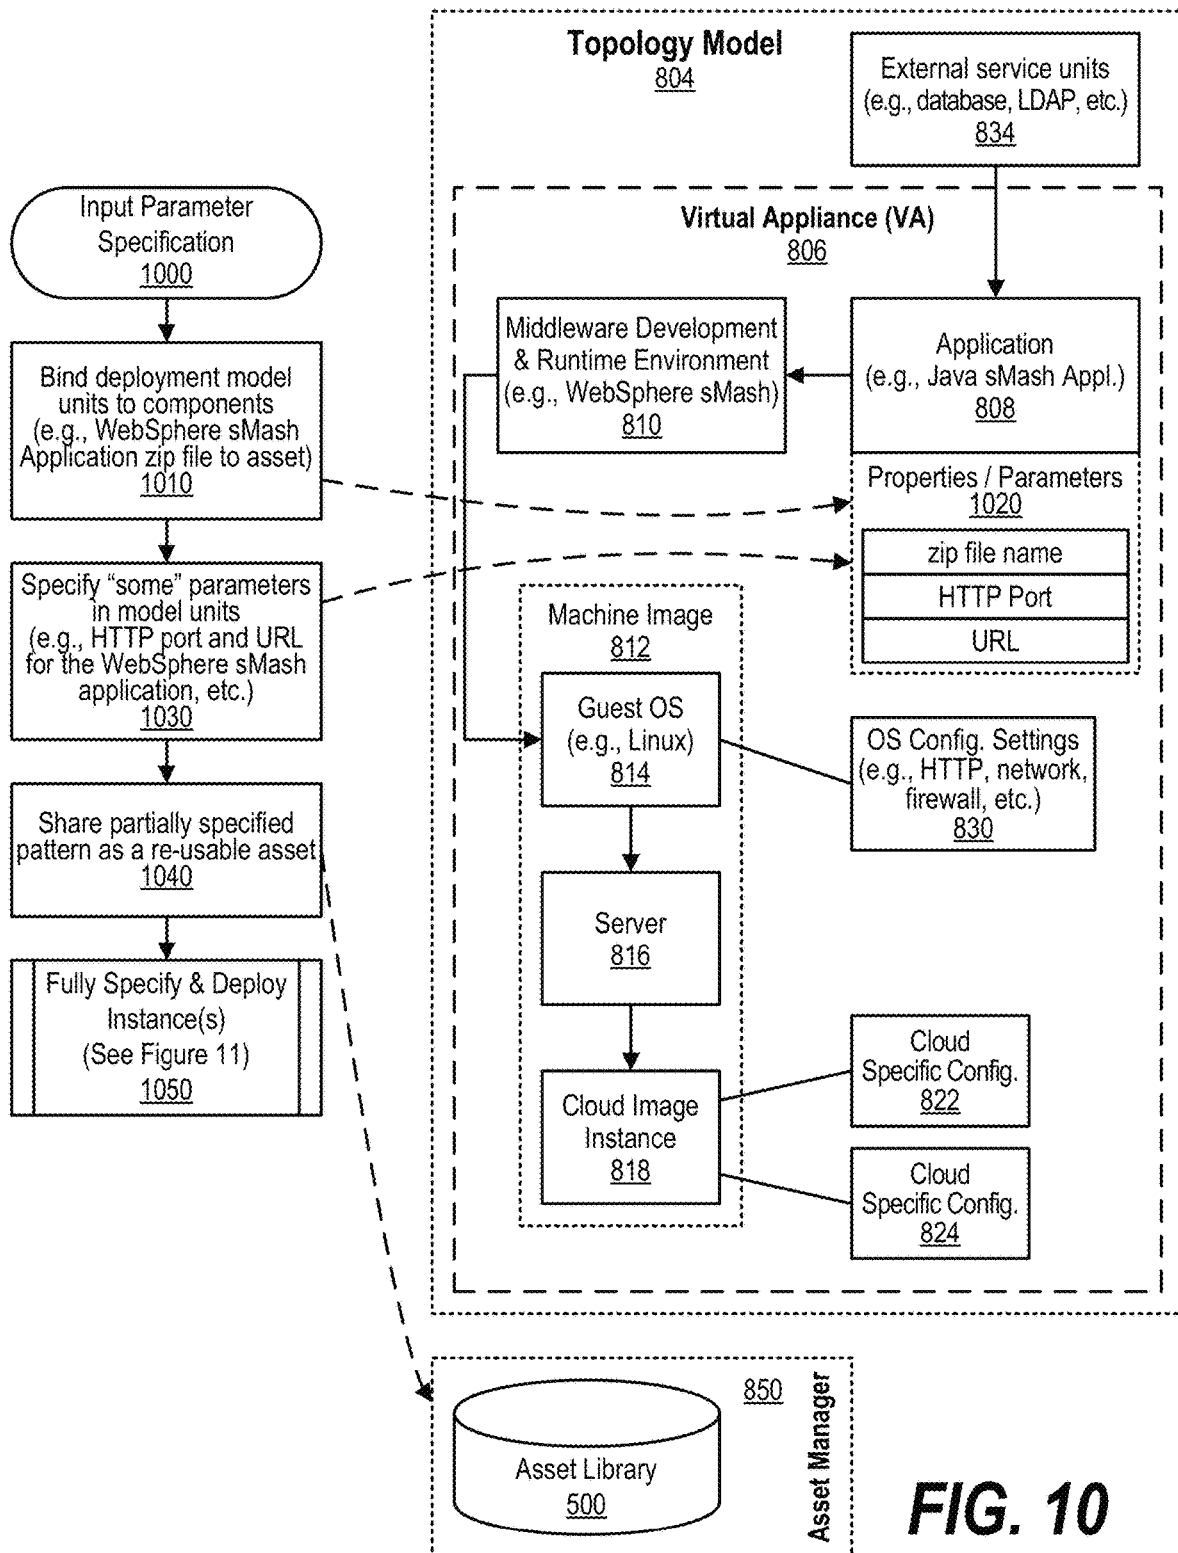 Topology Model
804
External service units
(e.g., database, LDAP, etc.)
834
Input Parameter
Specification
1000
Bind deployment model
units to components
(e.g., WebSphere sMash
Application zip file to asset)
1010
Specify “some” parameters
in model units
(e.g., HTTP port and URL
for the WebSphere sMash
application, etc.)
1030
Share partially specified
pattern as a re-usable asset
1040
Fully Specify & Deploy
Instance(s)
(See Figure 11)
1050
Virtual Appliance (VA)
806
Middleware Development
& Runtime Environment
(e.g., WebSphere sMash)
810
Application
(e.g., Java sMash Appl.)
808
Properties / Parameters
1020
zip file name
HTTP Port
URL
Machine Image
812
Guest OS
(e.g., Linux)
814
OS Config. Settings
(e.g., HTTP, network,
firewall, etc.)
830
Server
816
Cloud Image
Instance
818
Cloud
Specific Config.
822
Cloud
Specific Config.
824
Asset Library
500
850
Asset Manager
FIG. 10